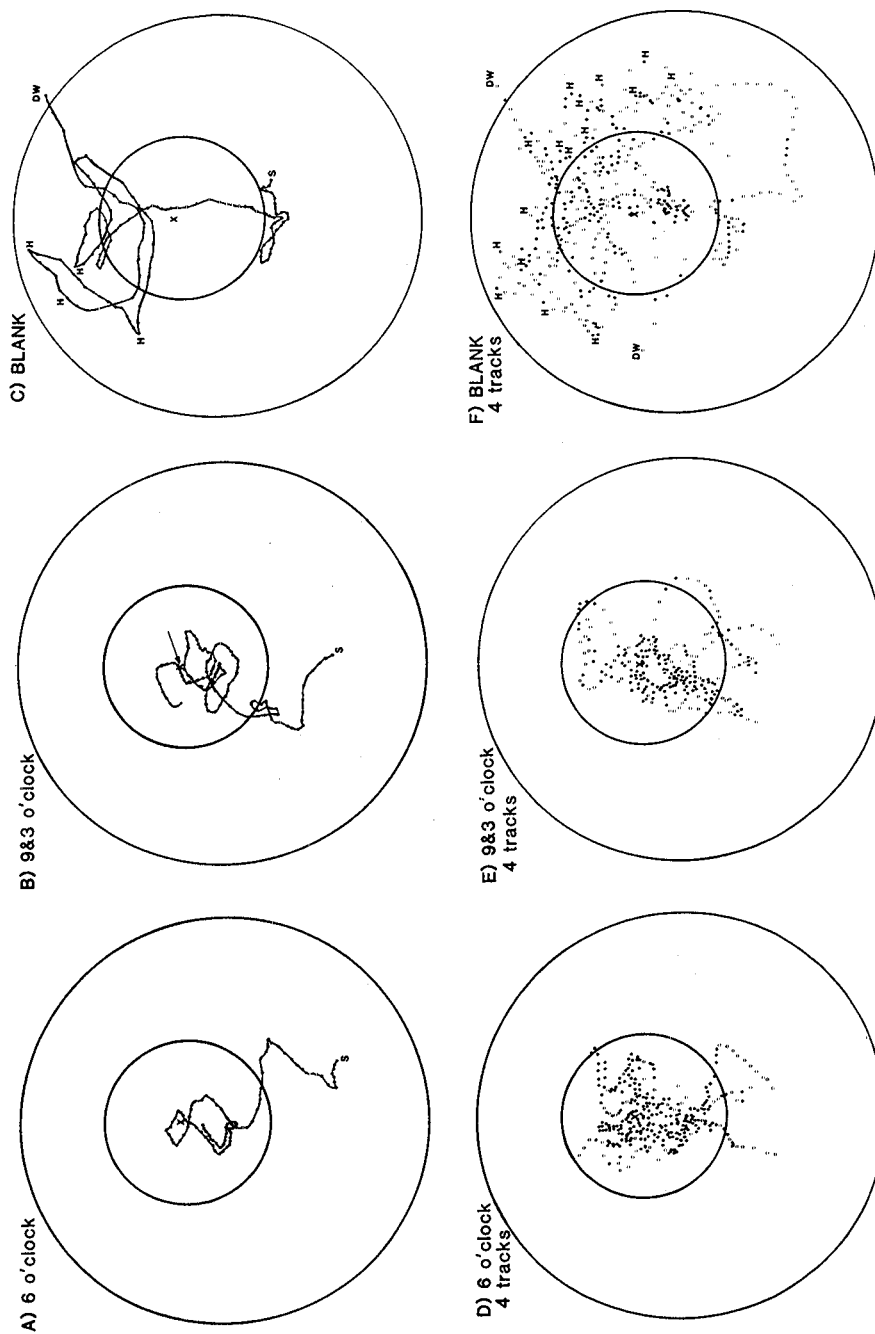 A) 6 o'clock
X
S
B) 9&3 o'clock
S
C) BLANK
DW
H
H
H
X
H
S
D) 6 o'clock
4 tracks
E) 9&3 o'clock
4 tracks
F) BLANK
4 tracks
DW
H
H
H
H
H
H
H
H
H
H
H
H
H
H
X
DW